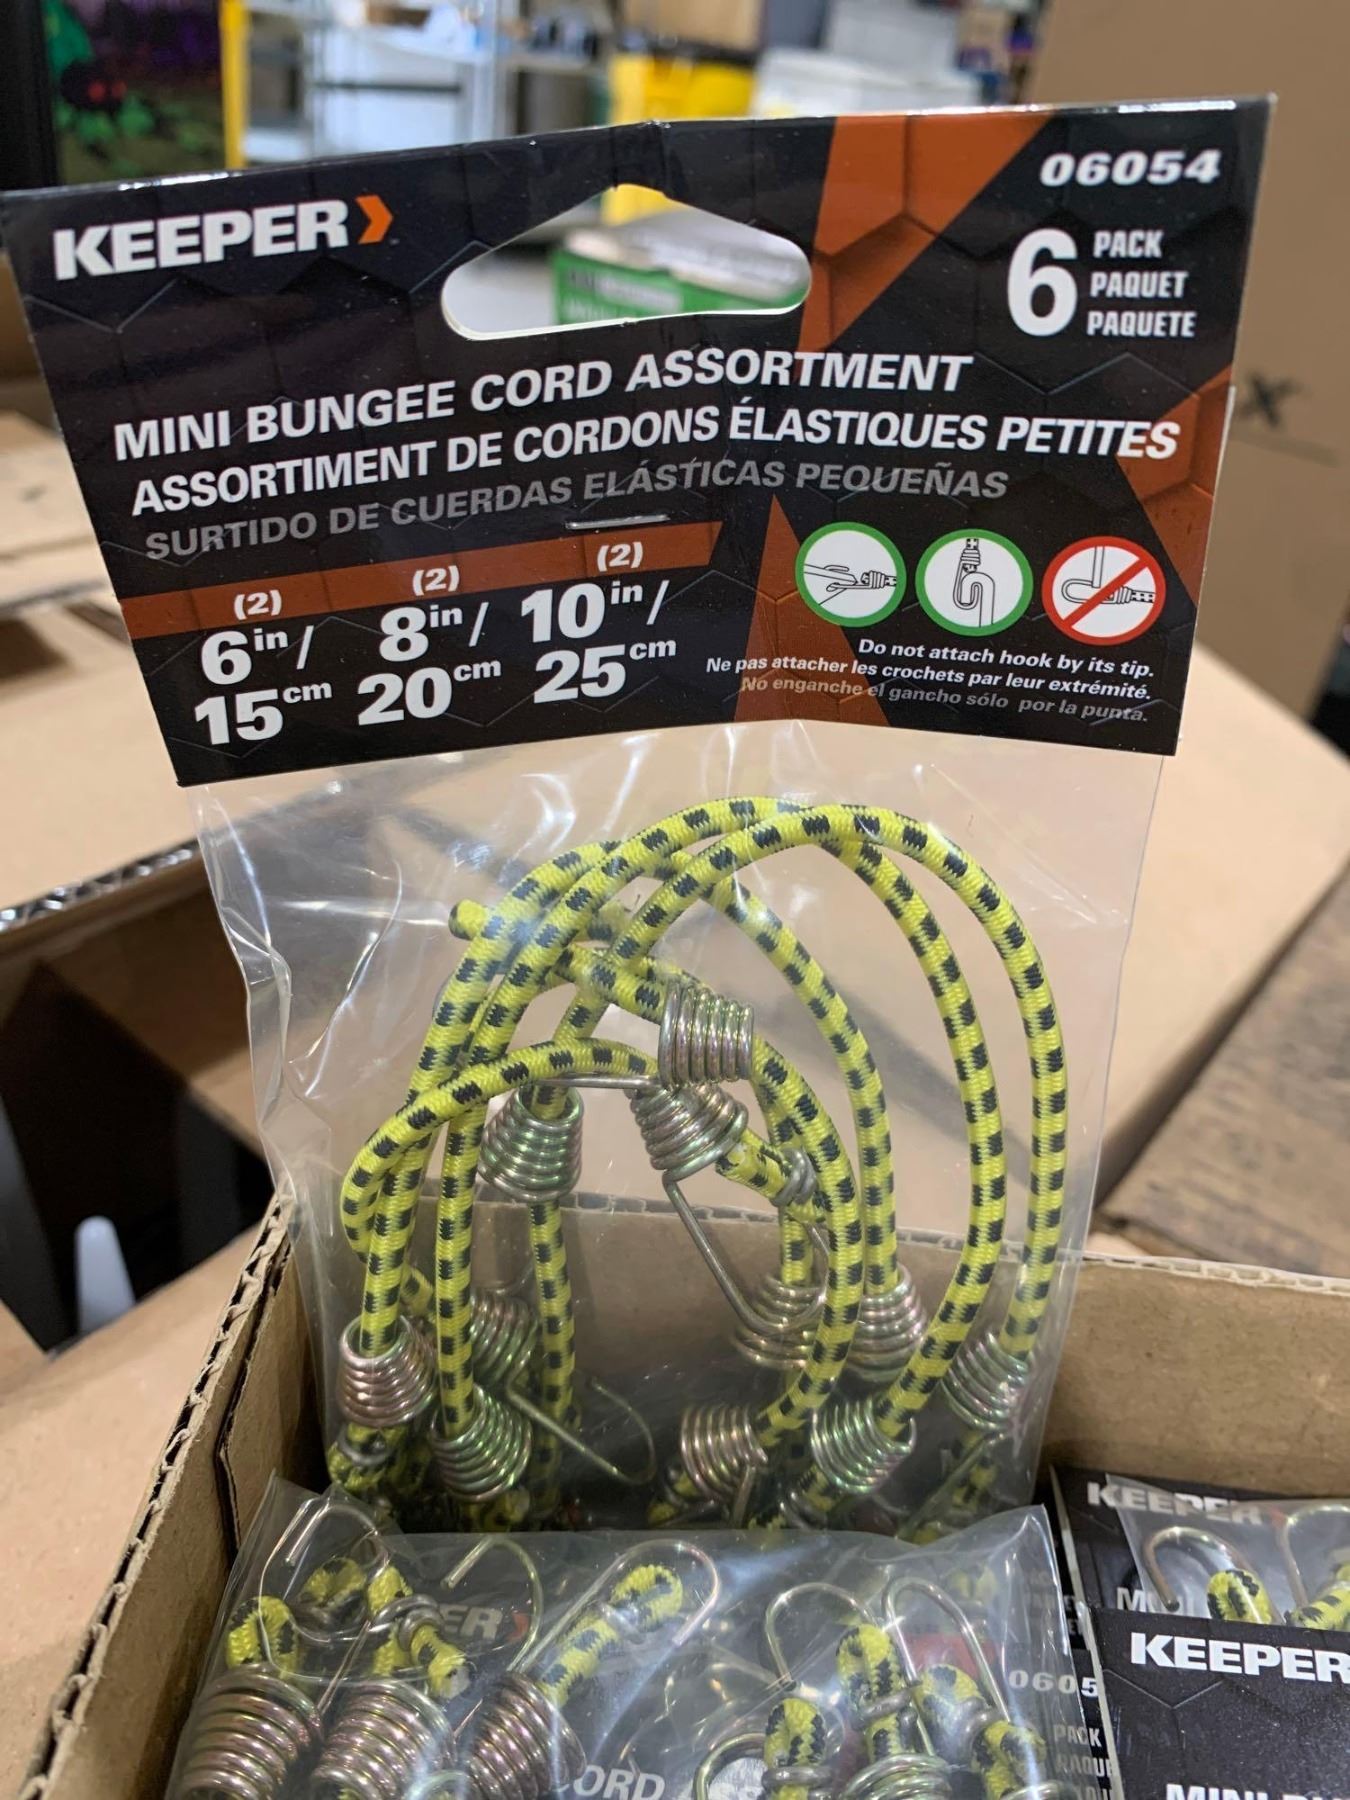 KEEPER
06054
6 PACK
PAQUET
PAQUETE
MINI BUNGEE CORD ASSORTMENT
ASSORTIMENT DE CORDONS ÉLASTIQUES PETITES
SURTIDO DE CUERDAS ELÁSTICAS PEQUEÑAS
(2) (2) (2)
6in/ 8in/ 10in/
15cm 20cm 25cm
Do not attach hook by its tip.
Ne pas attacher les crochets par leur extrémité.
No enganche el gancho sólo por la punta.
X
KEEPER
KEEPER
0605
PACK